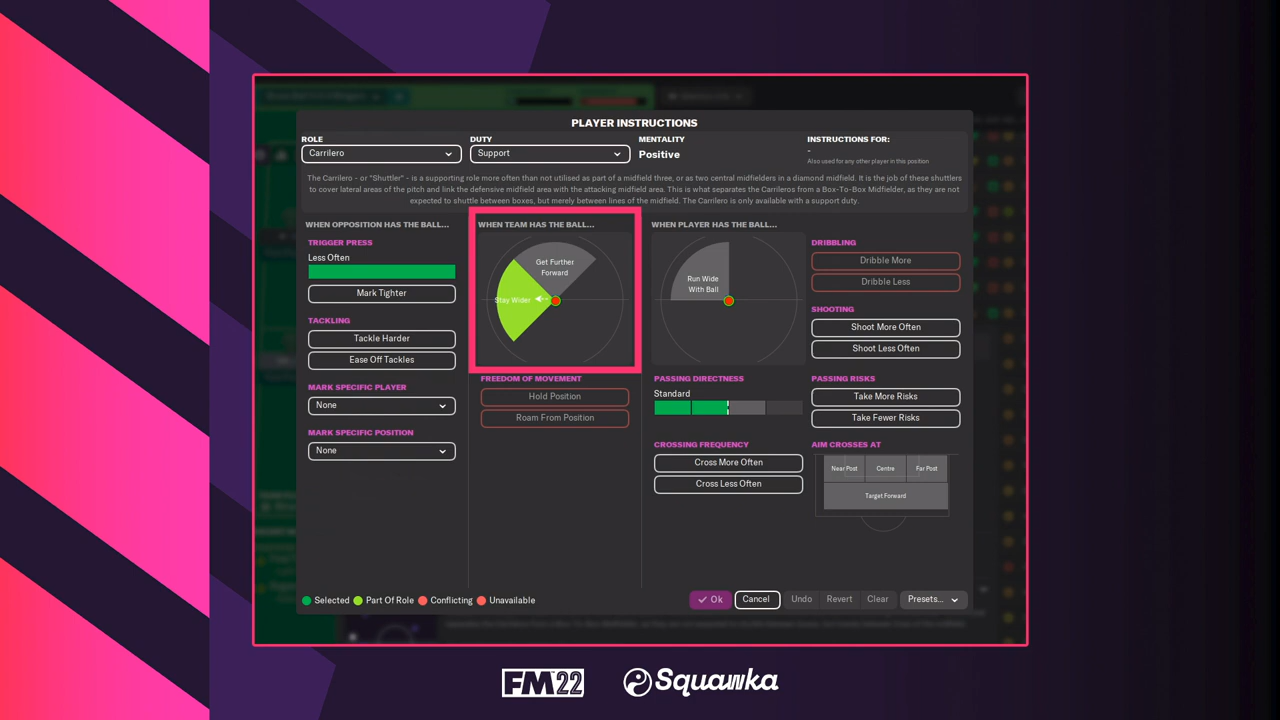 PLAYER INSTRUCTIONS
ROLE
Carrilero
DUTY
Support
MENTALITY
Positive
INSTRUCTIONS FOR:
-
Also used for any other player in this position
The Carrilero - or "Shuttler" - is a supporting role more often than not utilised as part of a midfield three, or as two central midfielders in a diamond midfield. It is the job of these shuttlers
to cover lateral areas of the pitch and link the defensive midfield area with the attacking midfield area. This is what separates the Carrileros from a Box-To-Box Midfielder, as they are not
expected to shuttle between boxes, but merely between lines of the midfield. The Carrilero is only available with a support duty.
WHEN OPPOSITION HAS THE BALL...
TRIGGER PRESS
Less Often
Mark Tighter
TACKLING
Tackle Harder
Ease Off Tackles
MARK SPECIFIC PLAYER
None
MARK SPECIFIC POSITION
None
WHEN TEAM HAS THE BALL...
Get Further
Forward
Stay Wider
FREEDOM OF MOVEMENT
Hold Position
Roam From Position
WHEN PLAYER HAS THE BALL...
Run Wide
With Ball
PASSING DIRECTNESS
Standard
CROSSING FREQUENCY
Cross More Often
Cross Less Often
DRIBBLING
Dribble More
Dribble Less
SHOOTING
Shoot More Often
Shoot Less Often
PASSING RISKS
Take More Risks
Take Fewer Risks
AIM CROSSES AT
Near Post
Centre
Far Post
Target Forward
Selected
Part Of Role
Conflicting
Unavailable
Ok
Cancel
Undo
Revert
Clear
Presets...
FM22
Squawka